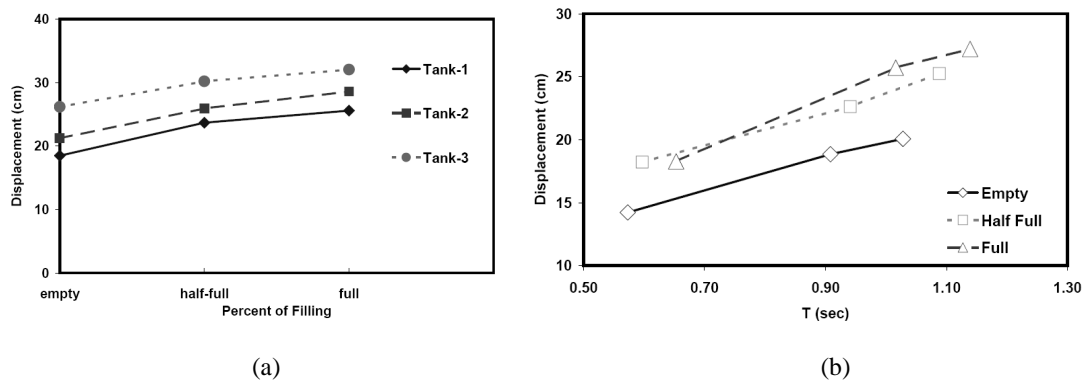 40
30
20
10
0
Displacement (cm)
empty
half-full
full
Percent of Filling
Tank-1
Tank-2
Tank-3
(a)
30
25
20
15
10
Displacement (cm)
0.50
0.70
0.90
1.10
1.30
T (sec)
Empty
Half Full
Full
(b)